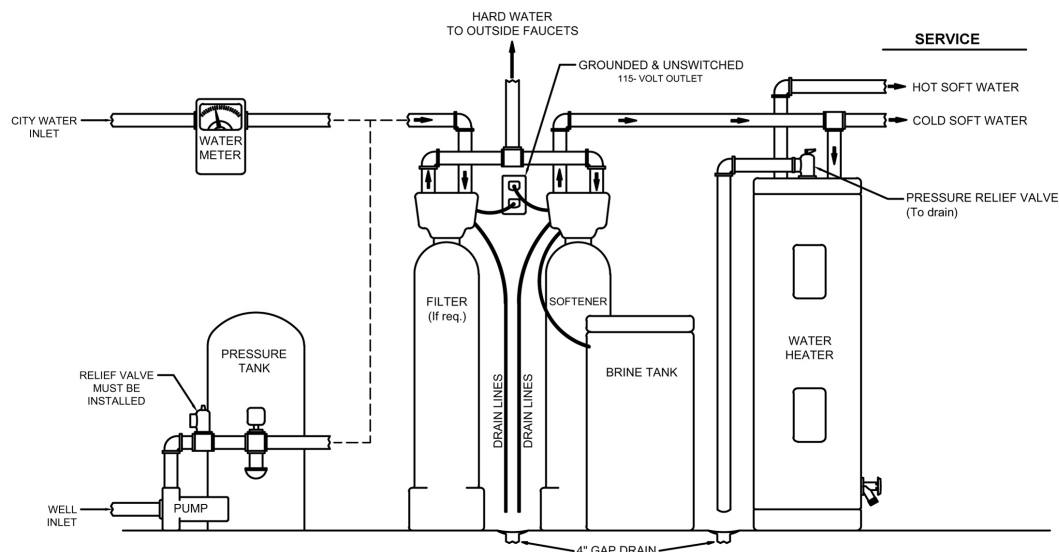 HARD WATER
TO OUTSIDE FAUCETS
SERVICE
GROUNDED & UNSWITCHED
115- VOLT OUTLET
HOT SOFT WATER
CITY WATER
INLET
WATER
METER
COLD SOFT WATER
PRESSURE RELIEF VALVE
(To drain)
FILTER
(If req.)
SOFTENER
WATER
HEATER
PRESSURE
TANK
BRINE TANK
RELIEF VALVE
MUST BE
INSTALLED
DRAIN LINES
DRAIN LINES
WELL
INLET
PUMP
4" GAP DRAIN